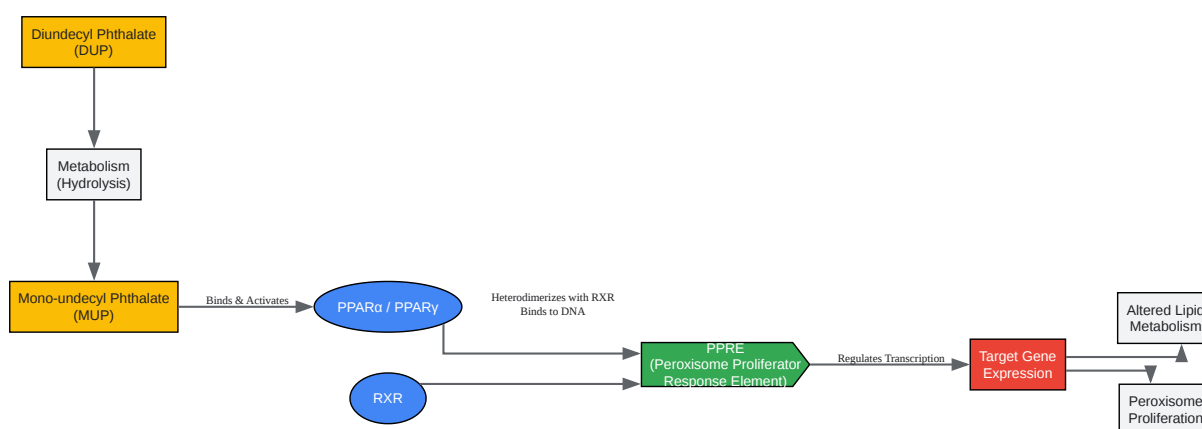 Diundecyl Phthalate
(DUP)
Metabolism
(Hydrolysis)
Mono-undecyl Phthalate
(MUP)
Binds & Activates
PPARα / PPARγ
Heterodimerizes with RXR
Binds to DNA
RXR
PPRE
(Peroxisome Proliferator
Response Element)
Regulates Transcription
Target Gene
Expression
Altered Lipid
Metabolism
Peroxisome
Proliferation